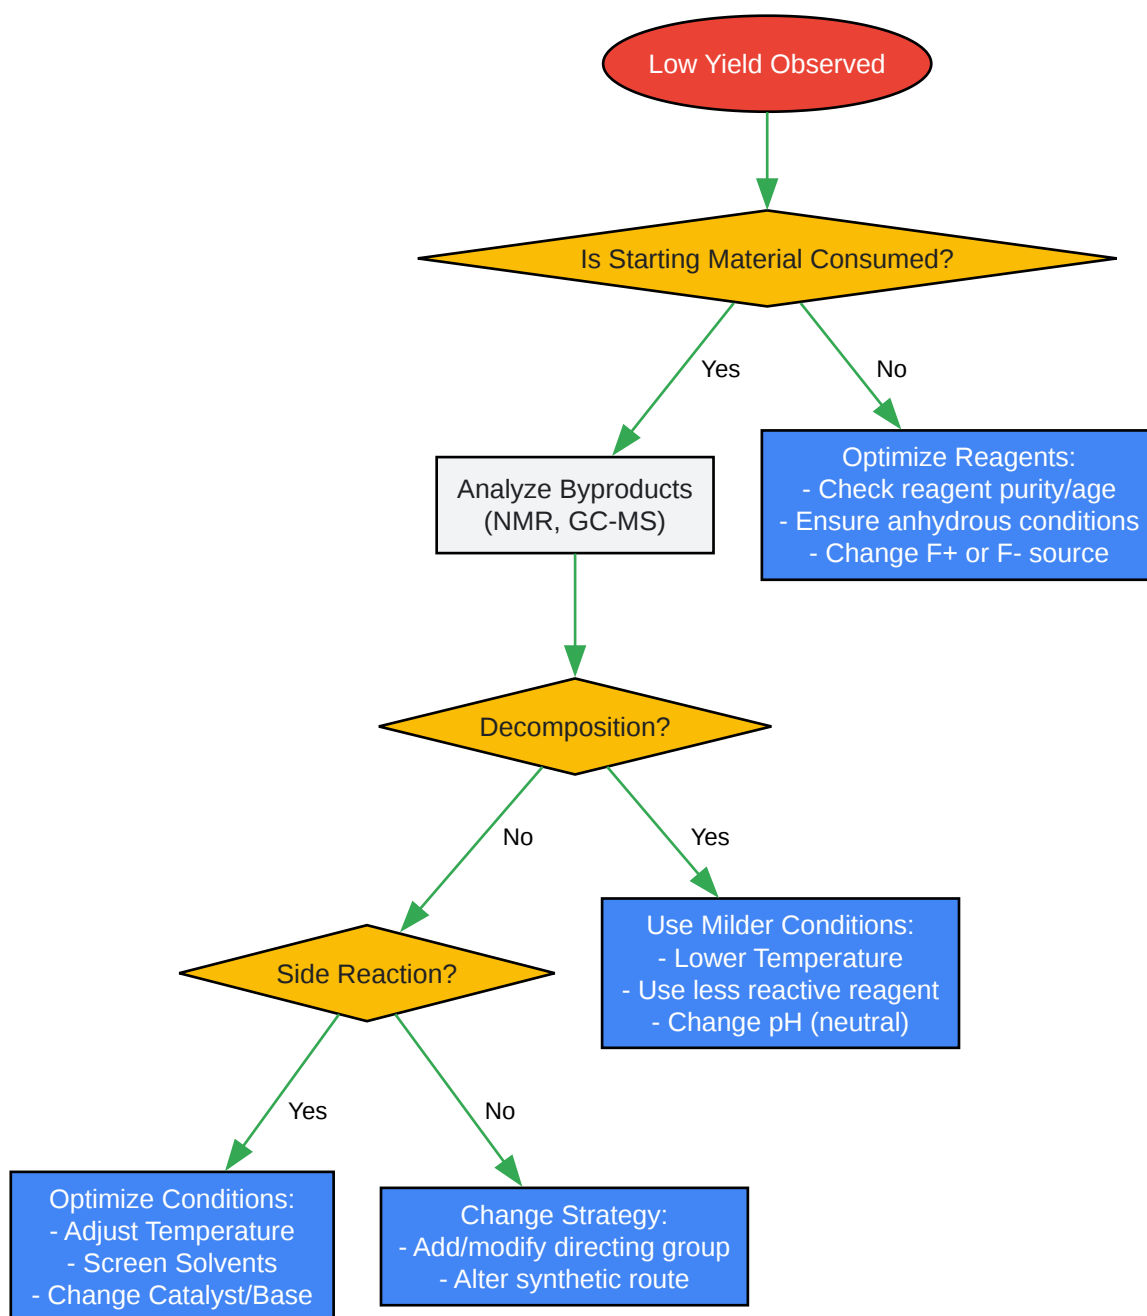 Low Yield Observed
Is Starting Material Consumed?
Yes
No
Optimize Reagents:
- Check reagent purity/age
- Ensure anhydrous conditions
- Change F+ or F- source
Analyze Byproducts
(NMR, GC-MS)
Decomposition?
No
Yes
Use Milder Conditions:
- Lower Temperature
- Use less reactive reagent
- Change pH (neutral)
Side Reaction?
Yes
No
Optimize Conditions:
- Adjust Temperature
- Screen Solvents
- Change Catalyst/Base
Change Strategy:
- Add/modify directing group
- Alter synthetic route